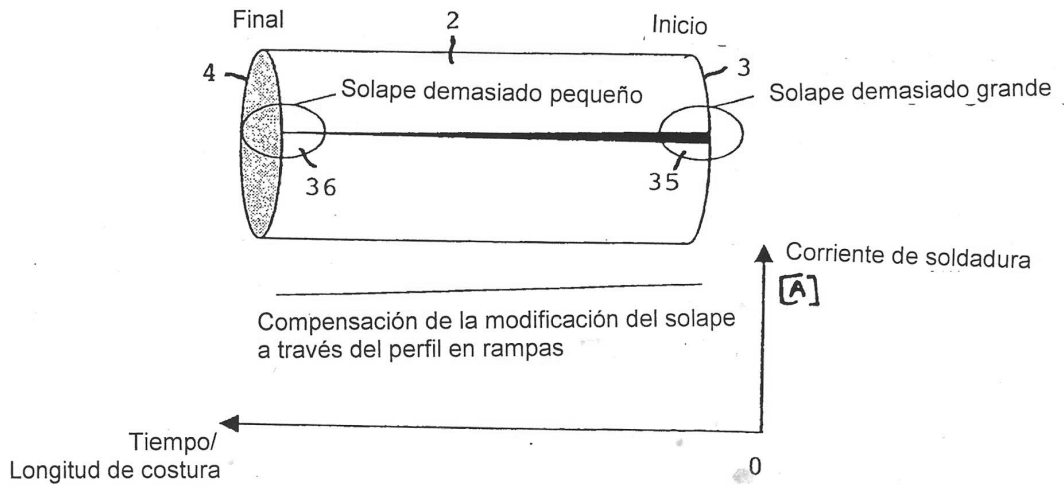 Final
2
Inicio
4
3
Solape demasiado pequeño
Solape demasiado grande
36
35
Corriente de soldadura
[A]
Compensación de la modificación del solape
a través del perfil en rampas
Tiempo/
Longitud de costura
0